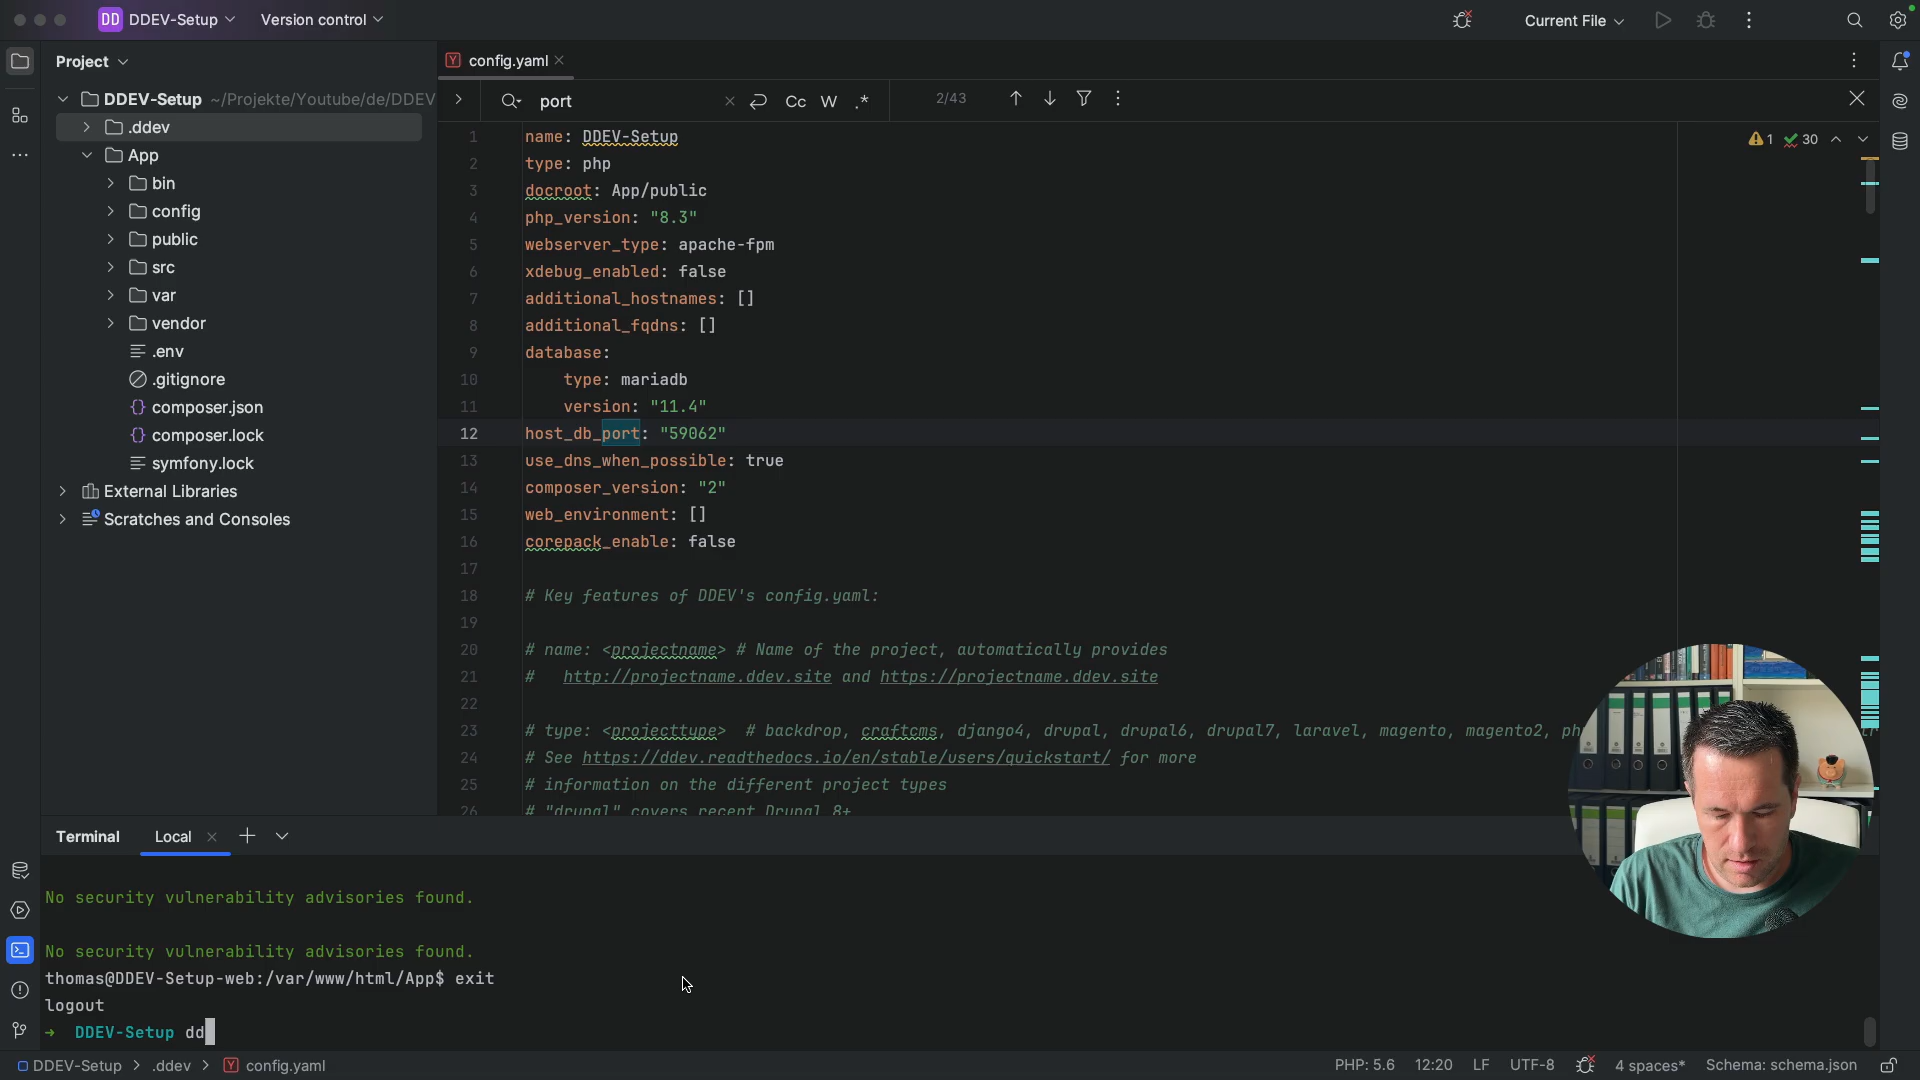 DD DDEV-Setup Version control Current File
Project config.yaml
port Cc W .* 2/43
DDEV-Setup ~/Projekte/Youtube/de/DDEV
.ddev
App
bin
config
public
src
var
vendor
.env
.gitignore
composer.json
composer.lock
symfony.lock
External Libraries
Scratches and Consoles
1 30
1 name: DDEV-Setup
2 type: php
3 docroot: App/public
4 php_version: "8.3"
5 webserver_type: apache-fpm
6 xdebug_enabled: false
7 additional_hostnames: []
8 additional_fqdns: []
9 database:
10 type: mariadb
11 version: "11.4"
12 host_db_port: "59062"
13 use_dns_when_possible: true
14 composer_version: "2"
15 web_environment: []
16 corepack_enable: false
17
18 # Key features of DDEV's config.yaml:
19
20 # name: <projectname> # Name of the project, automatically provides
21 # http://projectname.ddev.site and https://projectname.ddev.site
22
23 # type: <projecttype> # backdrop, craftcms, django4, drupal, drupal6, drupal7, laravel, magento, magento2, ph
24 # See https://ddev.readthedocs.io/en/stable/users/quickstart/ for more
25 # information on the different project types
26 # "drupal" covers recent Drupal 8+
Terminal Local
No security vulnerability advisories found.
No security vulnerability advisories found.
thomas@DDEV-Setup-web:/var/www/html/App$ exit
logout
→ DDEV-Setup dd
DDEV-Setup > .ddev > config.yaml PHP: 5.6 12:20 LF UTF-8 4 spaces* Schema: schema.json